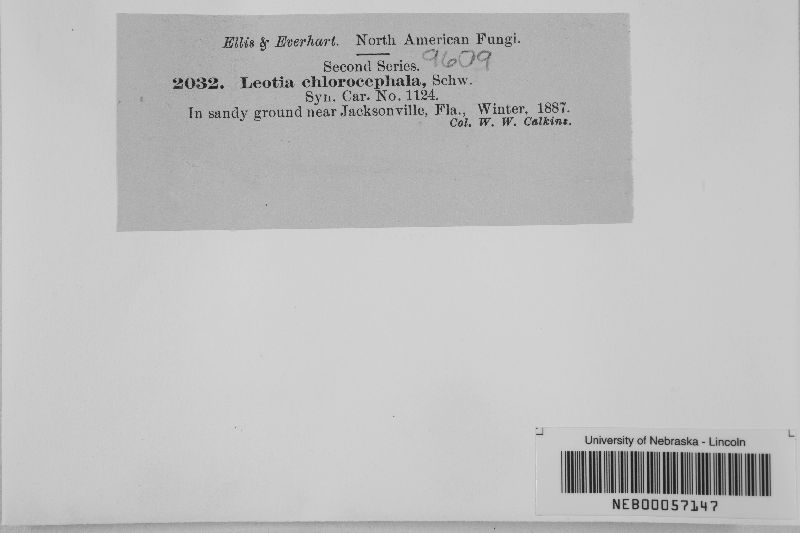 Ellis & Everhart. North American Fungi.
Second Series. 9609
2032. Leotia chlorocephala, Schw.
Syn. Car. No. 1124.
In sandy ground near Jacksonville, Fla., Winter, 1887.
Col. W. W. Calkins.
University of Nebraska - Lincoln
NEB00057147